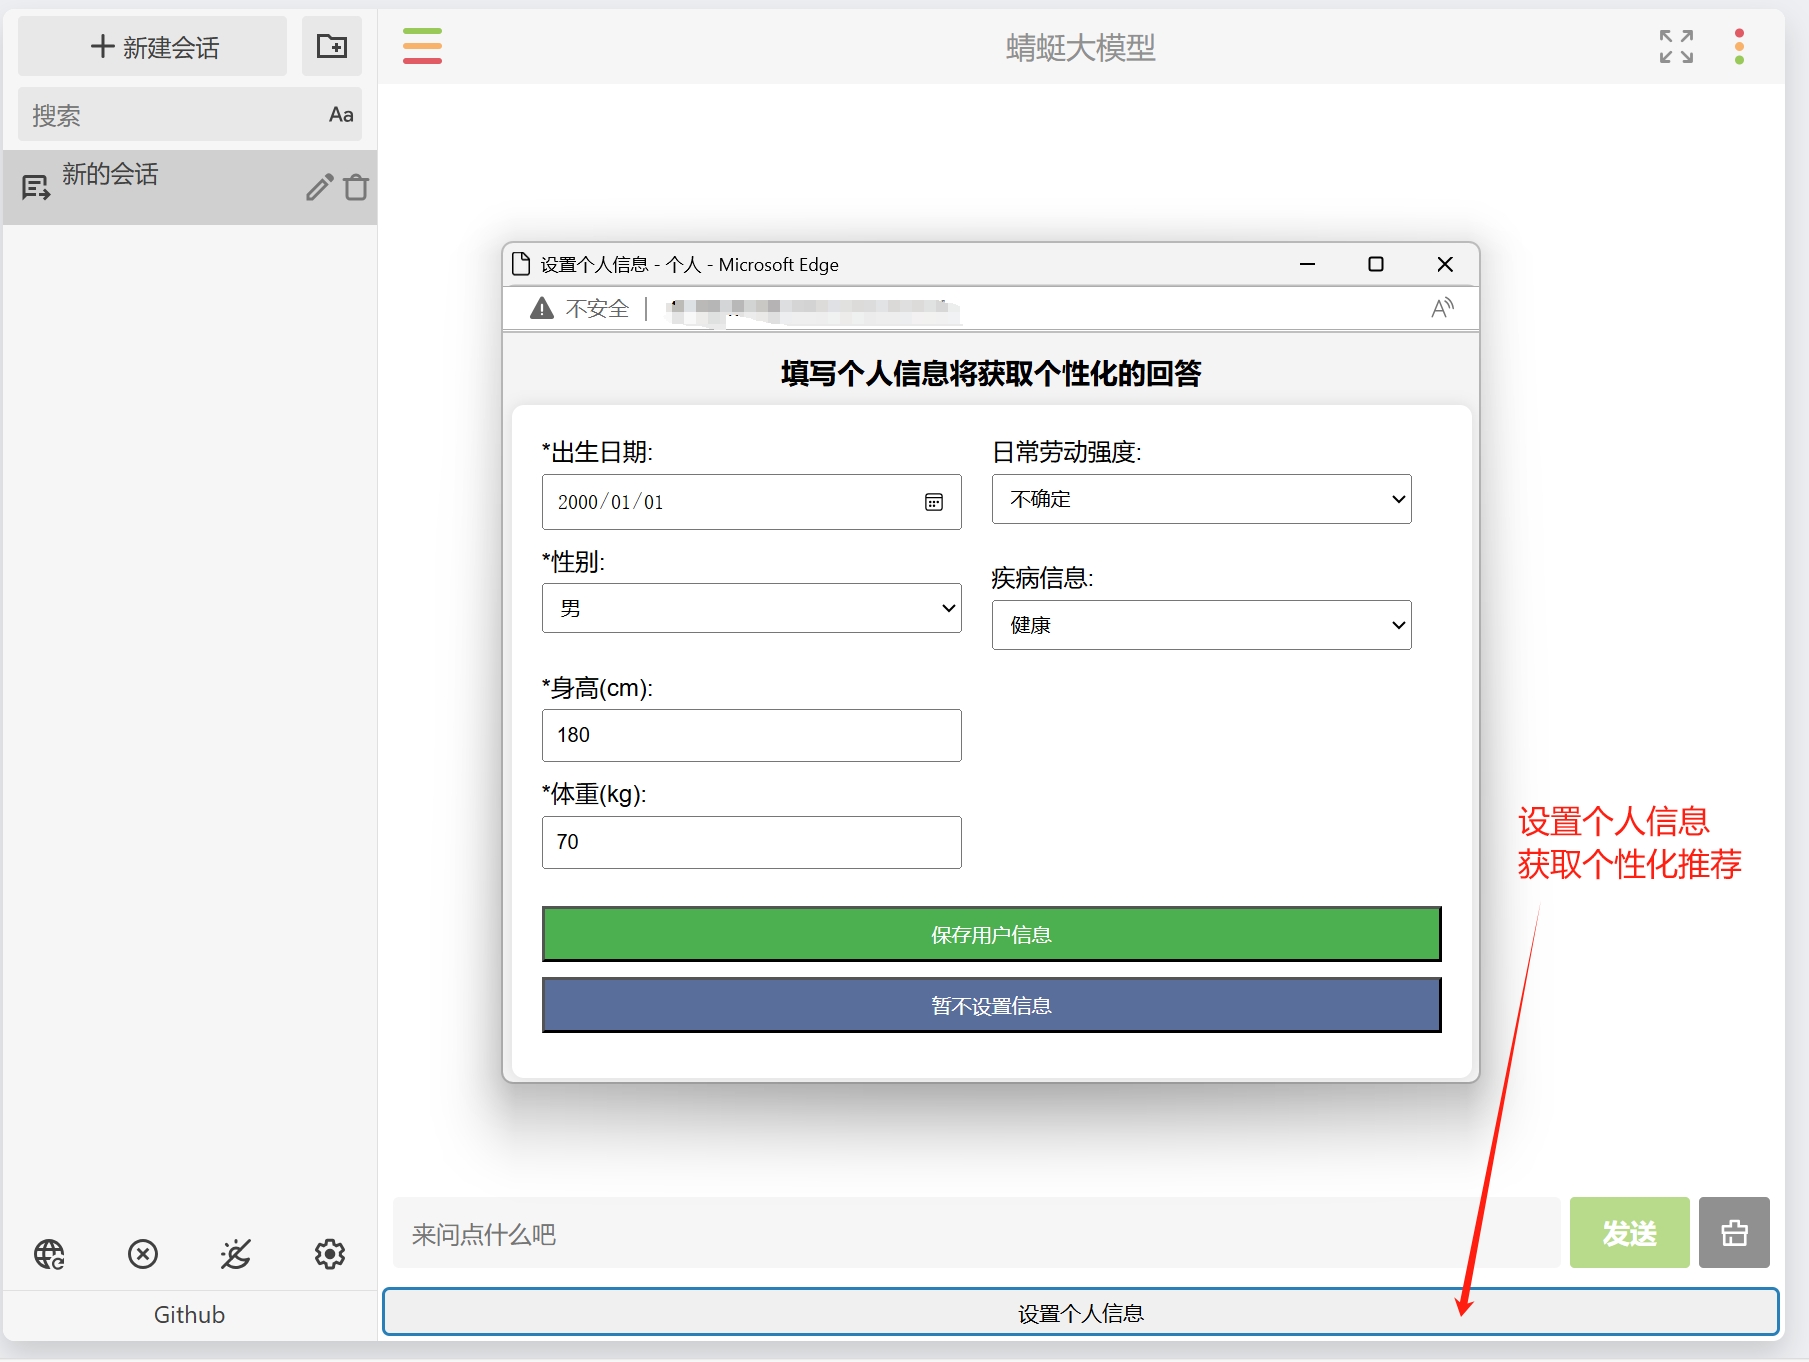 新建会话
搜索
Aa
新的会话
蜻蜓大模型
设置个人信息 - 个人 - Microsoft Edge
不安全
填写个人信息将获取个性化的回答
*出生日期:
2000/01/01
*性别:
男
*身高(cm):
180
*体重(kg):
70
日常劳动强度:
不确定
疾病信息:
健康
保存用户信息
暂不设置信息
设置个人信息
获取个性化推荐
来问点什么吧
发送
设置个人信息
Github